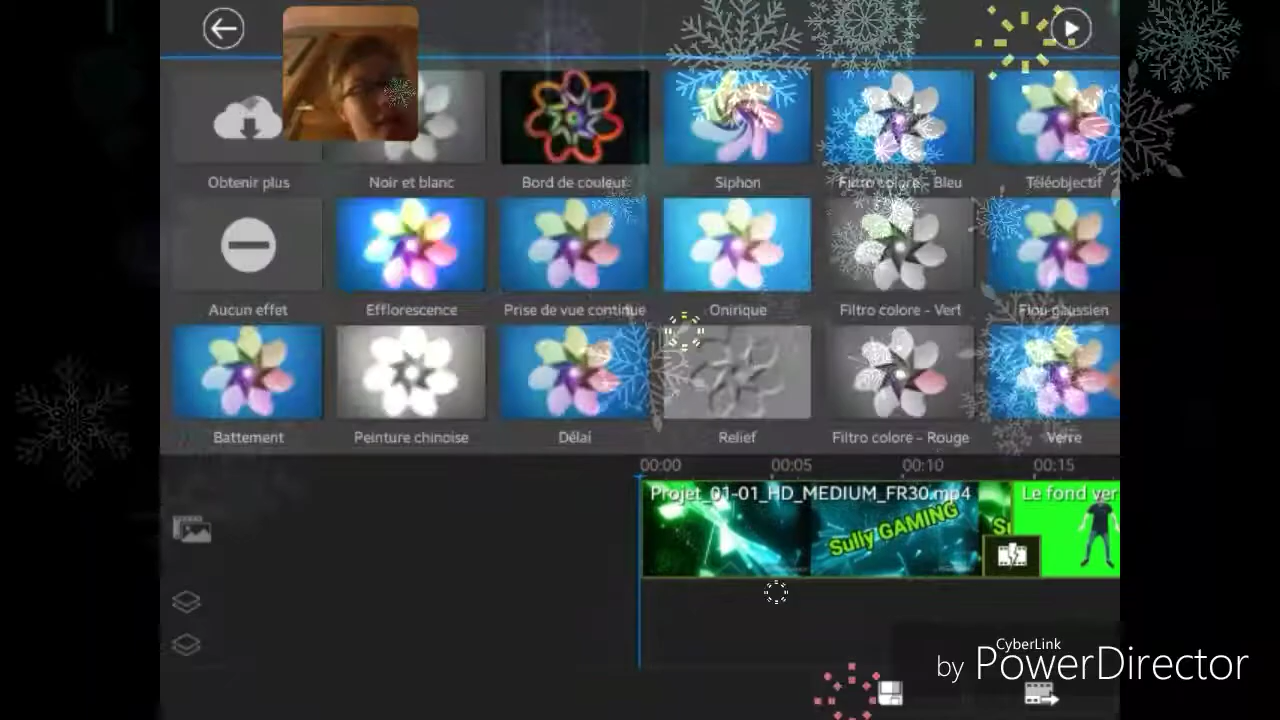 Obtenir plus
Noir et blanc
Bord de couleur
Siphon
Filtro colore - Bleu
Téléobjectif
Aucun effet
Efflorescence
Prise de vue continue
Onirique
Filtro colore - Vert
Flou gaussien
Battement
Peinture chinoise
Délai
Relief
Filtro colore - Rouge
Verre
00:00
00:05
00:10
00:15
Projet_01-01_HD_MEDIUM_FR30.mp4
Le fond ver
Sully GAMING
Su
CyberLink
by PowerDirector